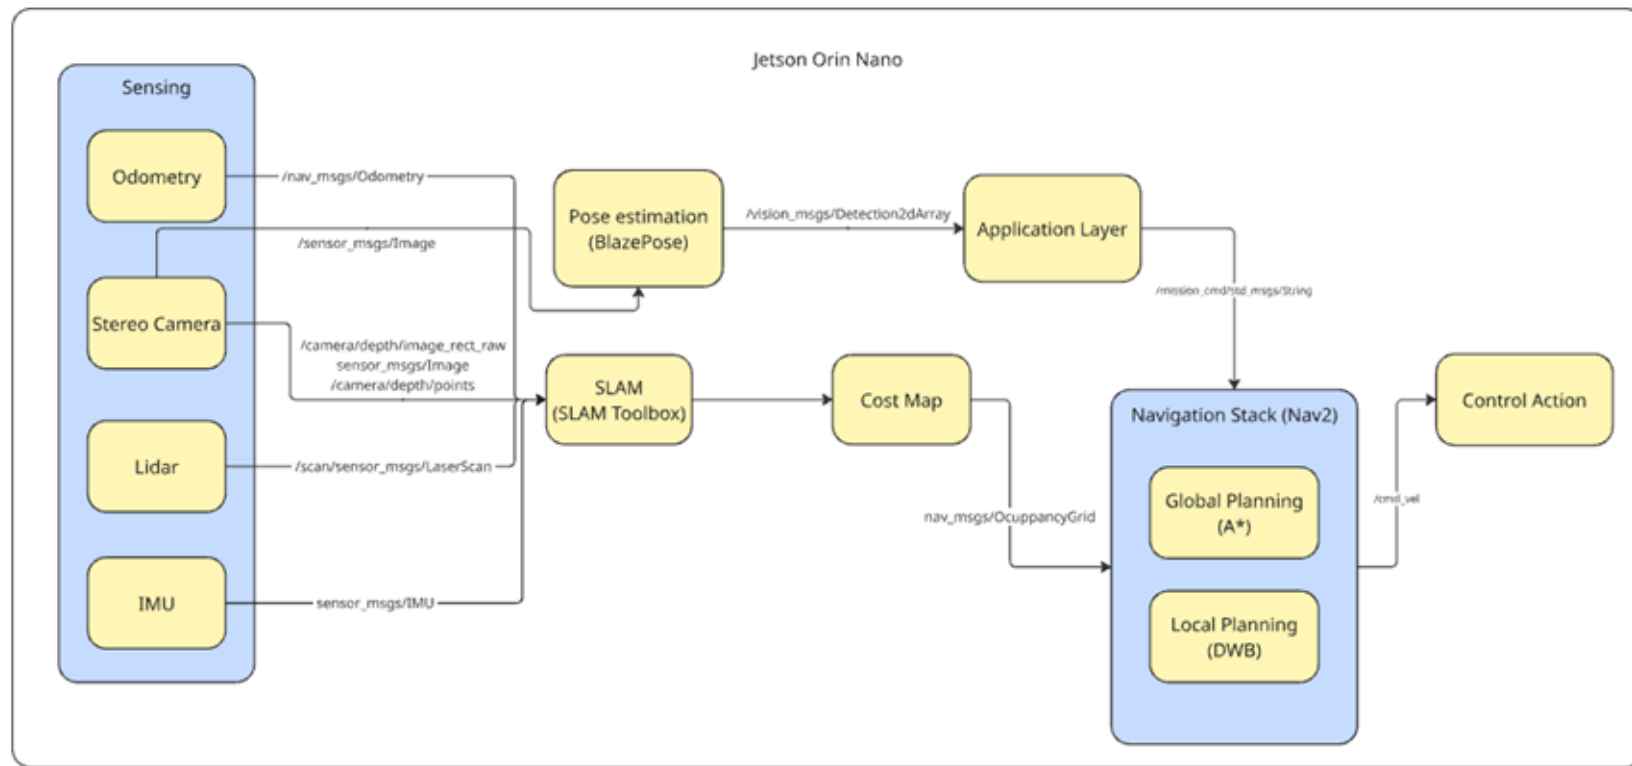 Jetson Orin Nano
Sensing
Odometry
/nav_msgs/Odometry
/sensor_msgs/Image
Stereo Camera
/camera/depth/image_rect_raw
sensor_msgs/Image
/camera/depth/points
Lidar
/scan/sensor_msgs/LaserScan
IMU
sensor_msgs/IMU
Pose estimation
(BlazePose)
/vision_msgs/Detection2dArray
Application Layer
/mission_cmd/std_msgs/String
SLAM
(SLAM Toolbox)
Cost Map
nav_msgs/OcuppancyGrid
Navigation Stack (Nav2)
Global Planning
(A*)
Local Planning
(DWB)
/cmd_vel
Control Action